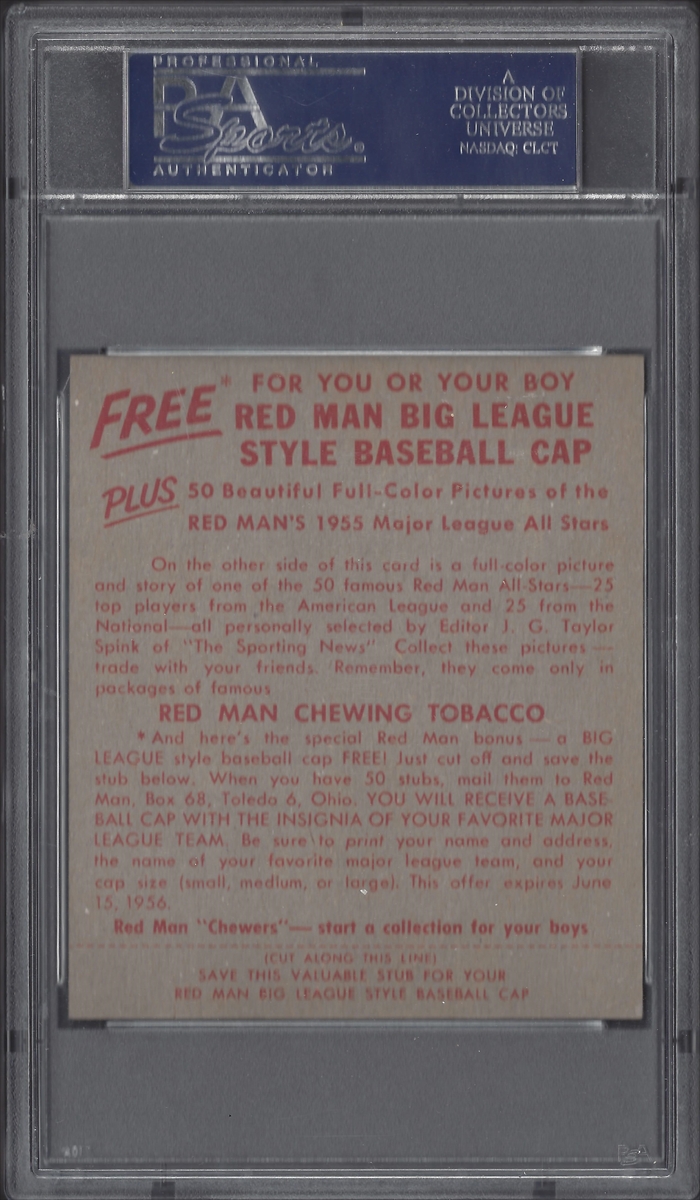 PROFESSIONAL
PSA
Sports®
AUTHENTICATOR
A
DIVISION OF
COLLECTORS
UNIVERSE
NASDAQ: CLCT
FREE* FOR YOU OR YOUR BOY
RED MAN BIG LEAGUE
STYLE BASEBALL CAP
PLUS 50 Beautiful Full-Color Pictures of the
RED MAN'S 1955 Major League All Stars
On the other side of this card is a full-color picture
and story of one of the 50 famous Red Man All-Stars—25
top players from the American League and 25 from the
National—all personally selected by Editor J. G. Taylor
Spink of "The Sporting News" Collect these pictures —
trade with your friends. Remember, they come only in
packages of famous
RED MAN CHEWING TOBACCO
*And here's the special Red Man bonus — a BIG
LEAGUE style baseball cap FREE! Just cut off and save the
stub below. When you have 50 stubs, mail them to Red
Man, Box 68, Toledo 6, Ohio. YOU WILL RECEIVE A BASE-
BALL CAP WITH THE INSIGNIA OF YOUR FAVORITE MAJOR
LEAGUE TEAM. Be sure to print your name and address,
the name of your favorite major league team, and your
cap size (small, medium, or large). This offer expires June
15, 1956.
Red Man "Chewers"— start a collection for your boys
(CUT ALONG THIS LINE)
SAVE THIS VALUABLE STUB FOR YOUR
RED MAN BIG LEAGUE STYLE BASEBALL CAP
PSA